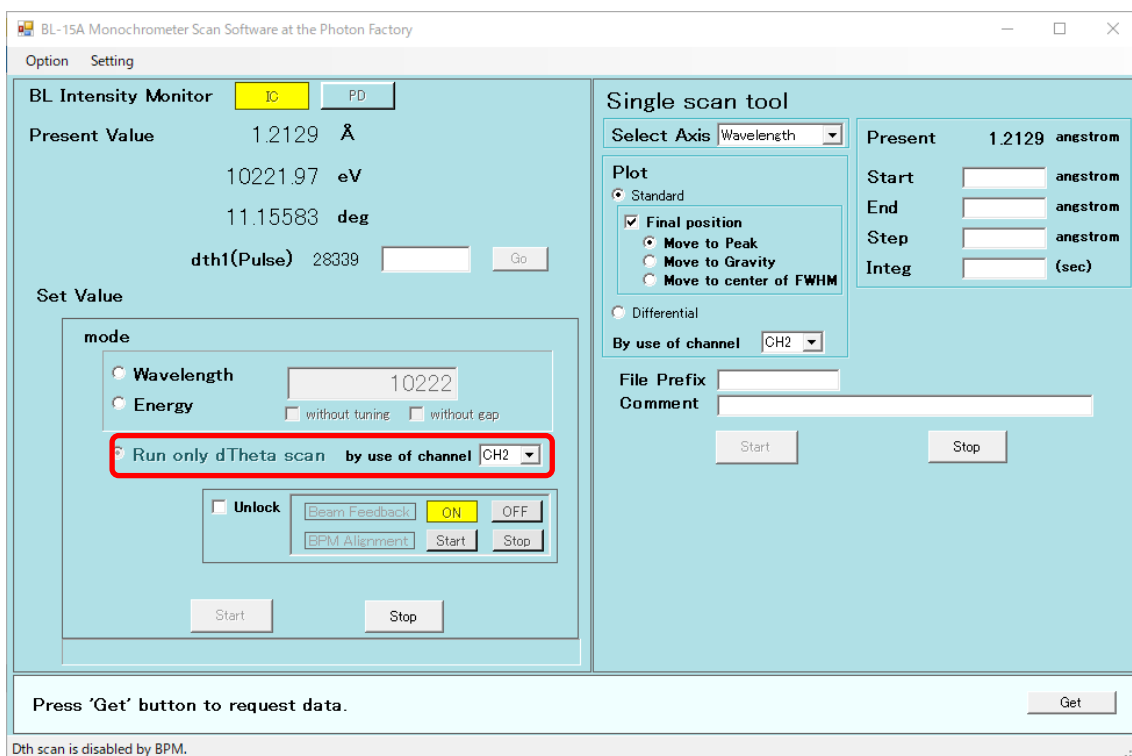 BL-15A Monochrometer Scan Software at the Photon Factory
Option Setting
BL Intensity Monitor IC PD
Present Value 1.2129 Å
10221.97 eV
11.15583 deg
dth1(Pulse) 28339 Go
Set Value
mode
Wavelength
10222
Energy
without tuning without gap
Run only dTheta scan by use of channel CH2
Unlock Beam Feedback ON OFF
BPM Alignment Start Stop
Start Stop
Single scan tool
Select Axis Wavelength
Plot
Standard
Final position
Move to Peak
Move to Gravity
Move to center of FWHM
Differential
By use of channel CH2
Present 1.2129 angstrom
Start angstrom
End angstrom
Step angstrom
Integ (sec)
File Prefix
Comment
Start Stop
Press 'Get' button to request data. Get
Dth scan is disabled by BPM.